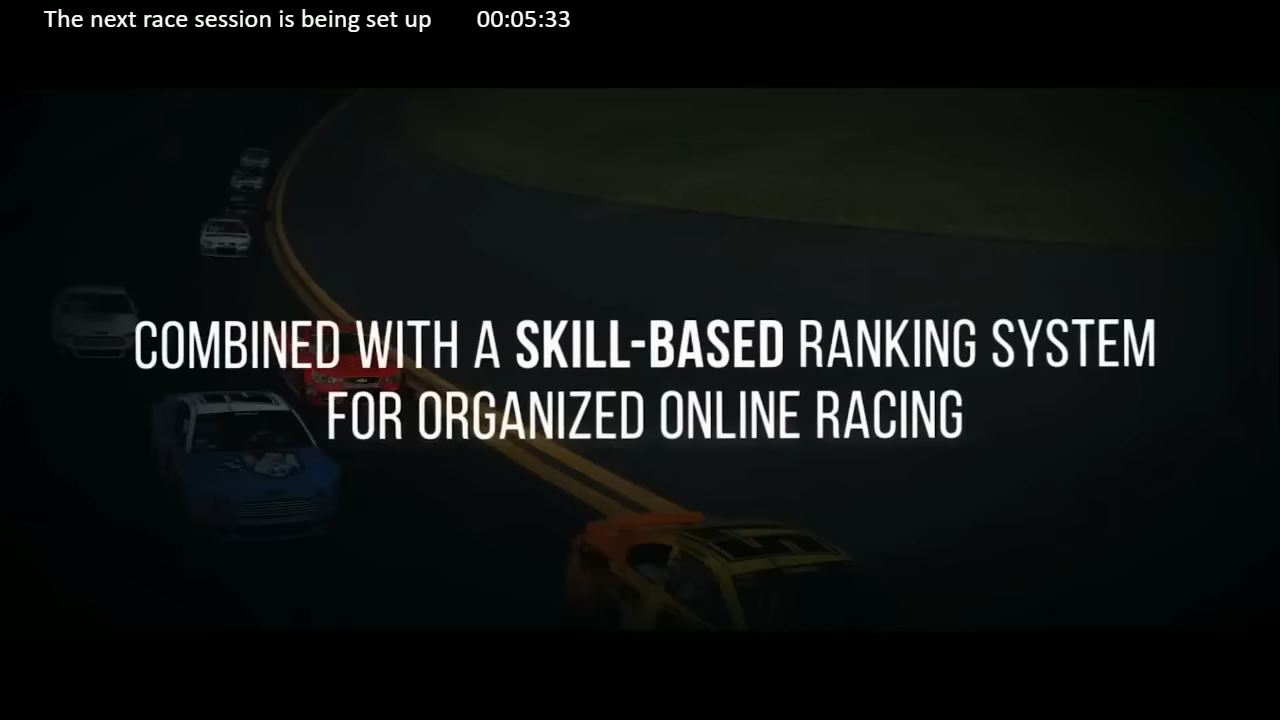 The next race session is being set up 00:05:33
COMBINED WITH A SKILL-BASED RANKING SYSTEM
FOR ORGANIZED ONLINE RACING